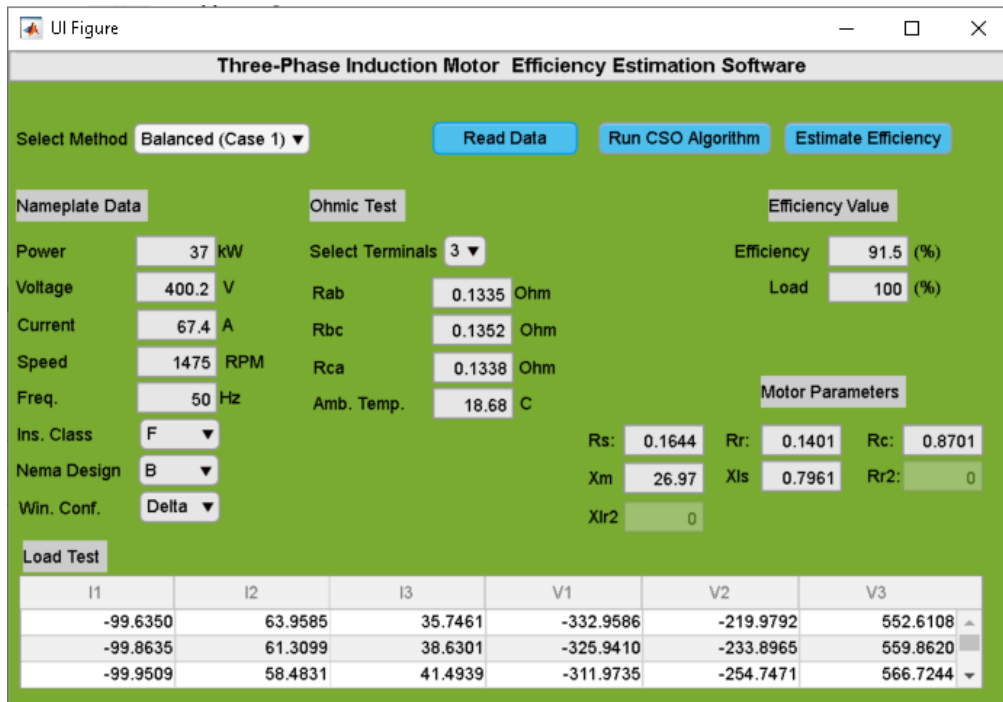 UI Figure
Three-Phase Induction Motor Efficiency Estimation Software
Select Method Balanced (Case 1) Read Data Run CSO Algorithm Estimate Efficiency
Nameplate Data Ohmic Test Efficiency Value
Power 37 kW Select Terminals 3 Efficiency 91.5 (%)
Voltage 400.2 V Rab 0.1335 Ohm Load 100 (%)
Current 67.4 A Rbc 0.1352 Ohm
Speed 1475 RPM Rca 0.1338 Ohm
Freq. 50 Hz Amb. Temp. 18.68 C Motor Parameters
Ins. Class F Rs: 0.1644 Rr: 0.1401 Rc: 0.8701
Nema Design B Xm 26.97 Xls 0.7961 Rr2: 0
Win. Conf. Delta Xlr2 0
Load Test
I1 I2 I3 V1 V2 V3
-99.6350 63.9585 35.7461 -332.9586 -219.9792 552.6108
-99.8635 61.3099 38.6301 -325.9410 -233.8965 559.8620
-99.9509 58.4831 41.4939 -311.9735 -254.7471 566.7244